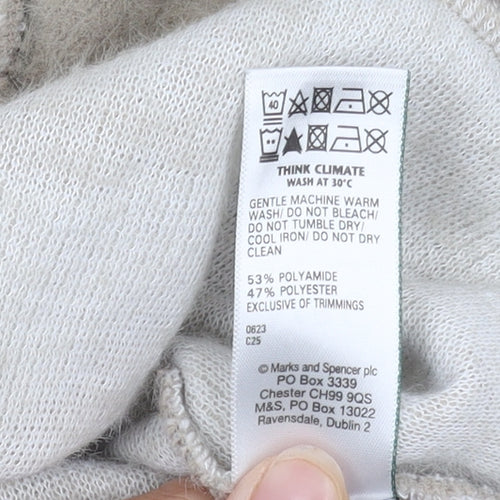 40
THINK CLIMATE
WASH AT 30°C
GENTLE MACHINE WARM
WASH/ DO NOT BLEACH/
DO NOT TUMBLE DRY/
COOL IRON/ DO NOT DRY
CLEAN
53% POLYAMIDE
47% POLYESTER
EXCLUSIVE OF TRIMMINGS
0623
C25
© Marks and Spencer plc
PO Box 3339
Chester CH99 9QS
M&S, PO Box 13022
Ravensdale, Dublin 2